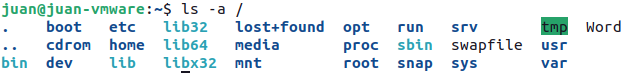 juan@juan-vmware:~$ ls -a /
. boot etc lib32 lost+found opt run srv tmp Word
.. cdrom home lib64 media proc sbin swapfile usr
bin dev lib libx32 mnt root snap sys var